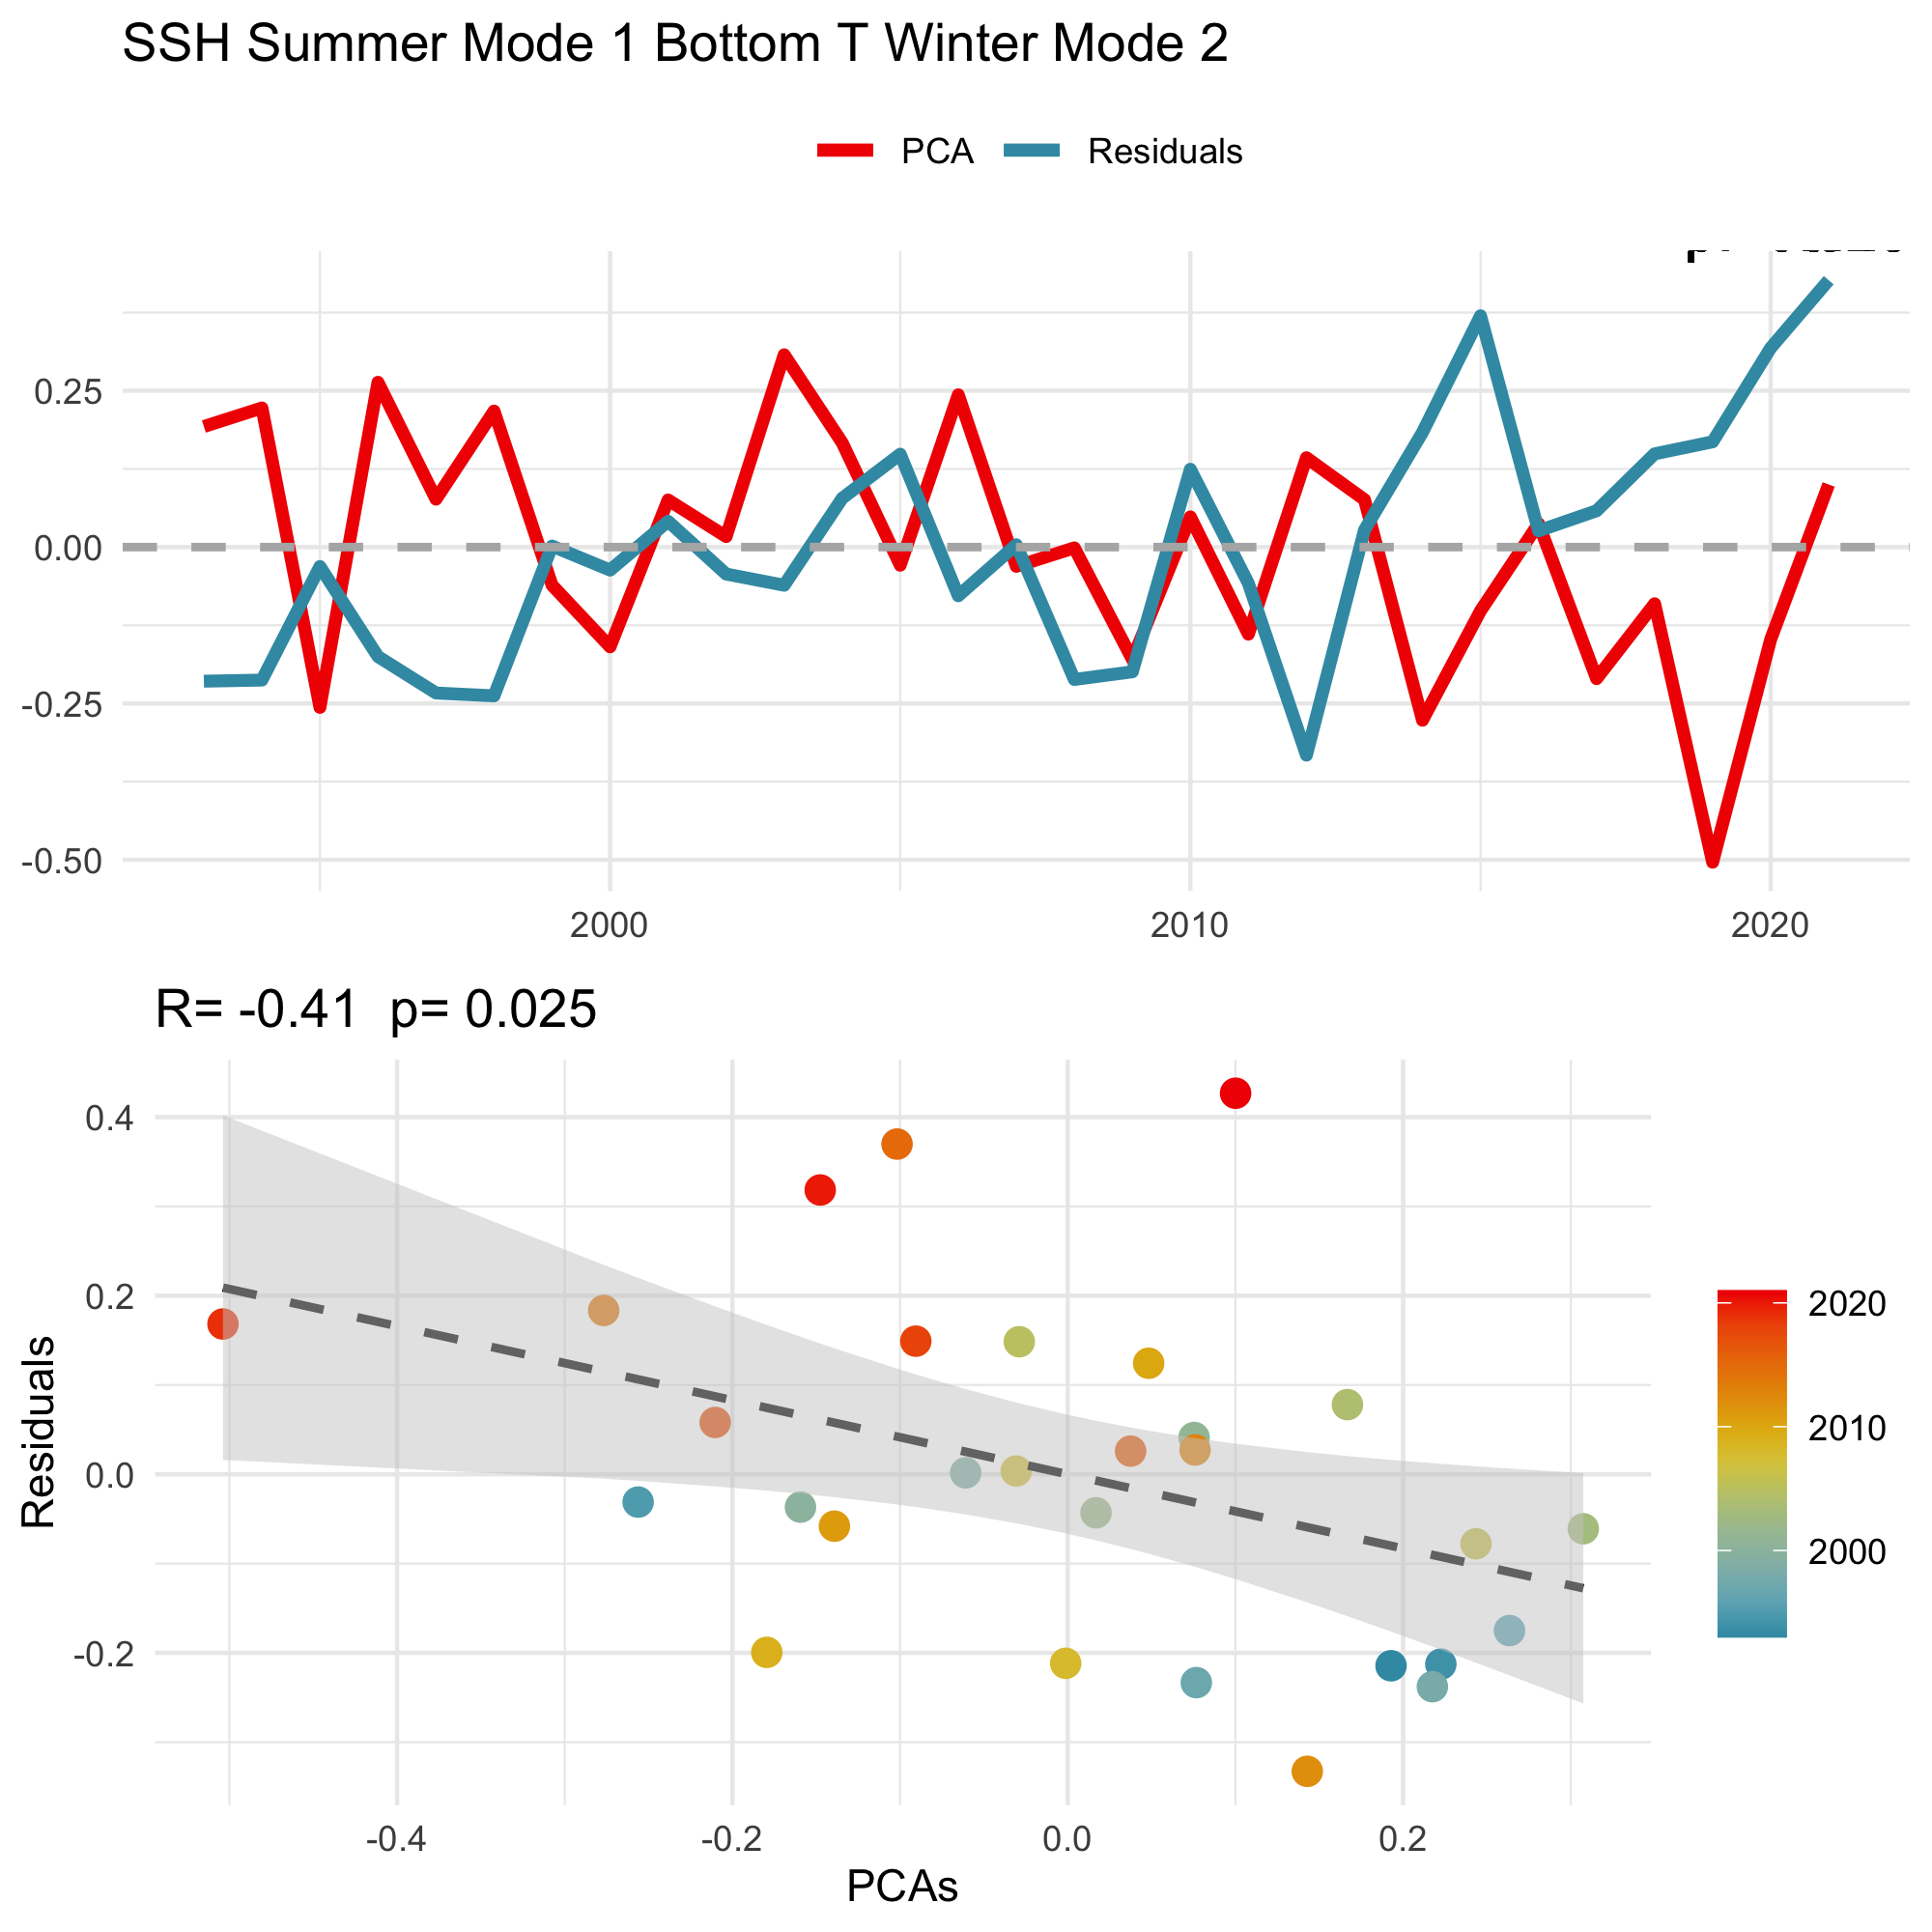 SSH Summer Mode 1 Bottom T Winter Mode 2
PCA Residuals
0.25
0.00
-0.25
-0.50
2000 2010 2020
R= -0.41 p= 0.025
Residuals
0.4
0.2
0.0
-0.2
-0.4 -0.2 0.0 0.2
PCAs
2020
2010
2000